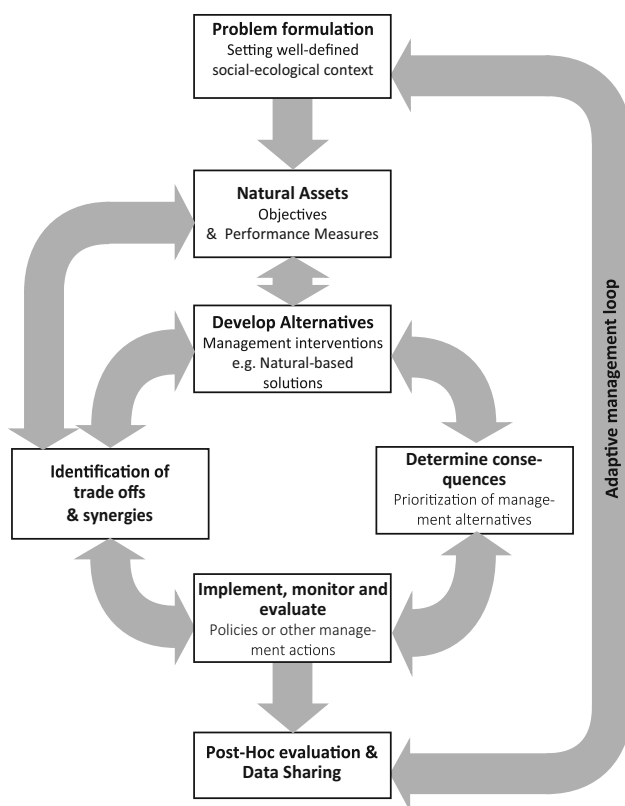 Problem formulation
Setting well-defined
social-ecological context
Natural Assets
Objectives
& Performance Measures
Develop Alternatives
Management interventions
e.g. Natural-based
solutions
Identification of
trade offs
& synergies
Determine conse-
quences
Prioritization of manage-
ment alternatives
Implement, monitor and
evaluate
Policies or other manage-
ment actions
Post-Hoc evaluation &
Data Sharing
Adaptive management loop